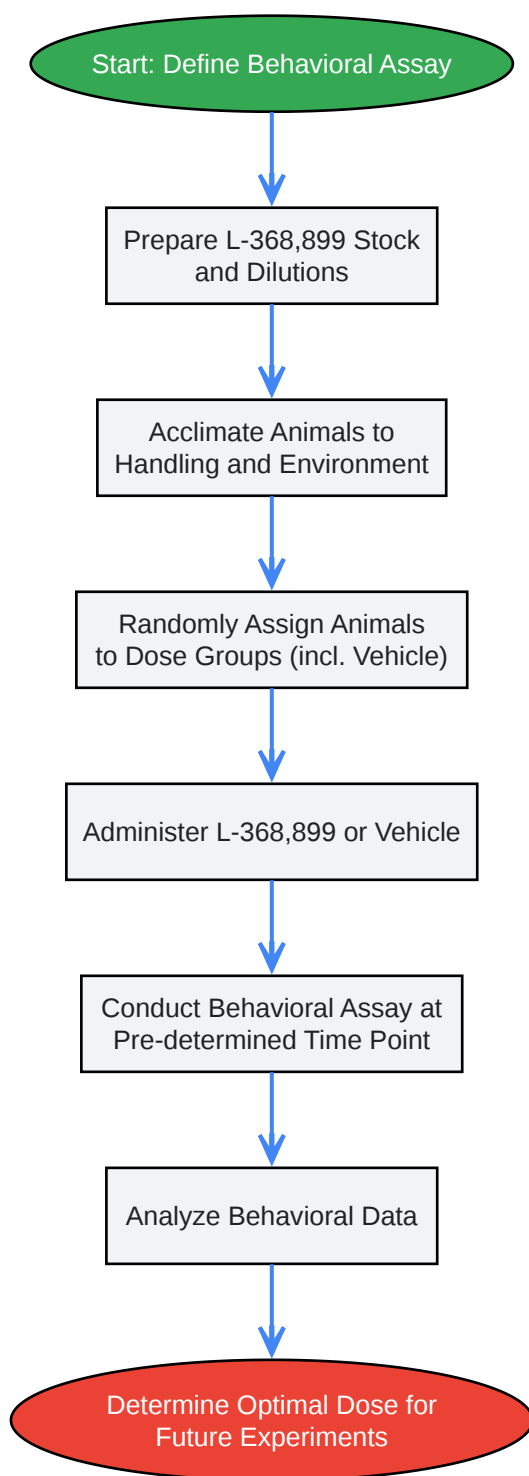 Start: Define Behavioral Assay
Prepare L-368,899 Stock
and Dilutions
Acclimate Animals to
Handling and Environment
Randomly Assign Animals
to Dose Groups (incl. Vehicle)
Administer L-368,899 or Vehicle
Conduct Behavioral Assay at
Pre-determined Time Point
Analyze Behavioral Data
Determine Optimal Dose for
Future Experiments